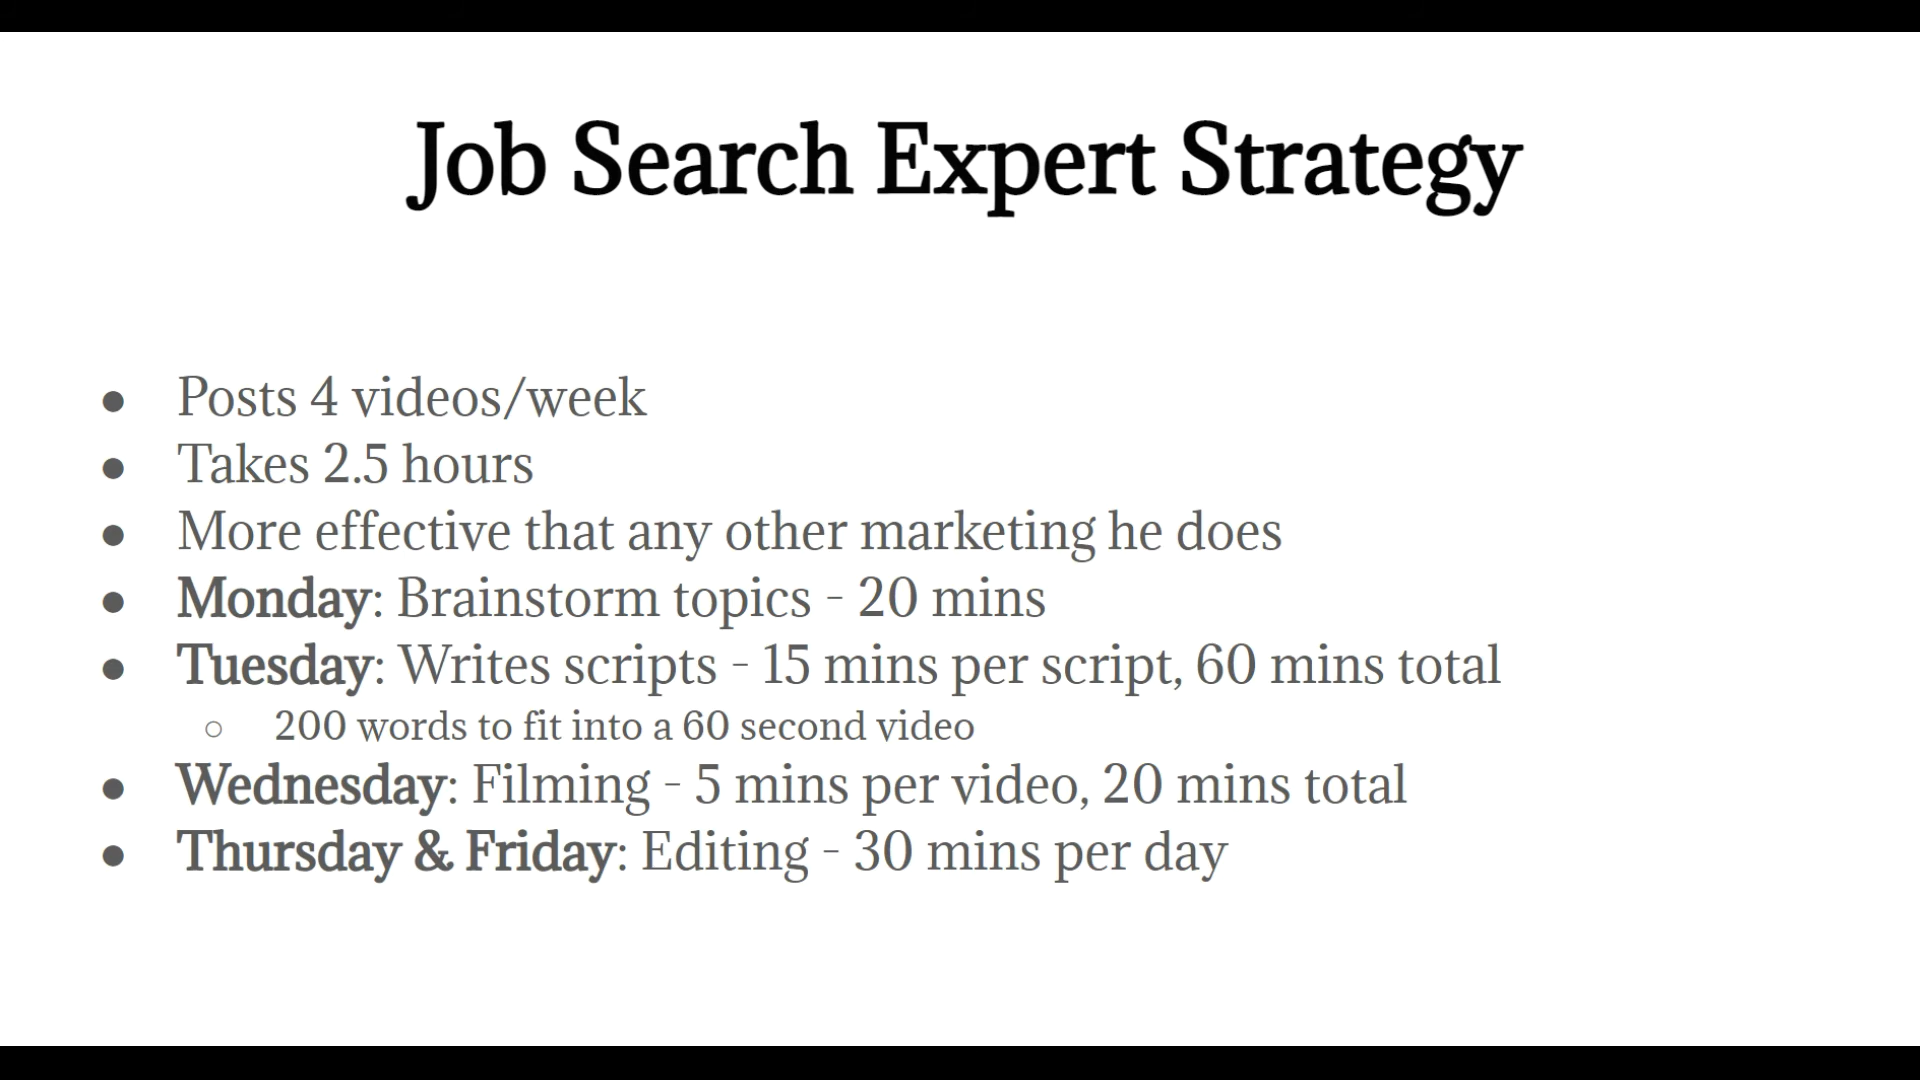 Job Search Expert Strategy
● Posts 4 videos/week
● Takes 2.5 hours
● More effective that any other marketing he does
● Monday: Brainstorm topics - 20 mins
● Tuesday: Writes scripts - 15 mins per script, 60 mins total
○ 200 words to fit into a 60 second video
● Wednesday: Filming - 5 mins per video, 20 mins total
● Thursday & Friday: Editing - 30 mins per day